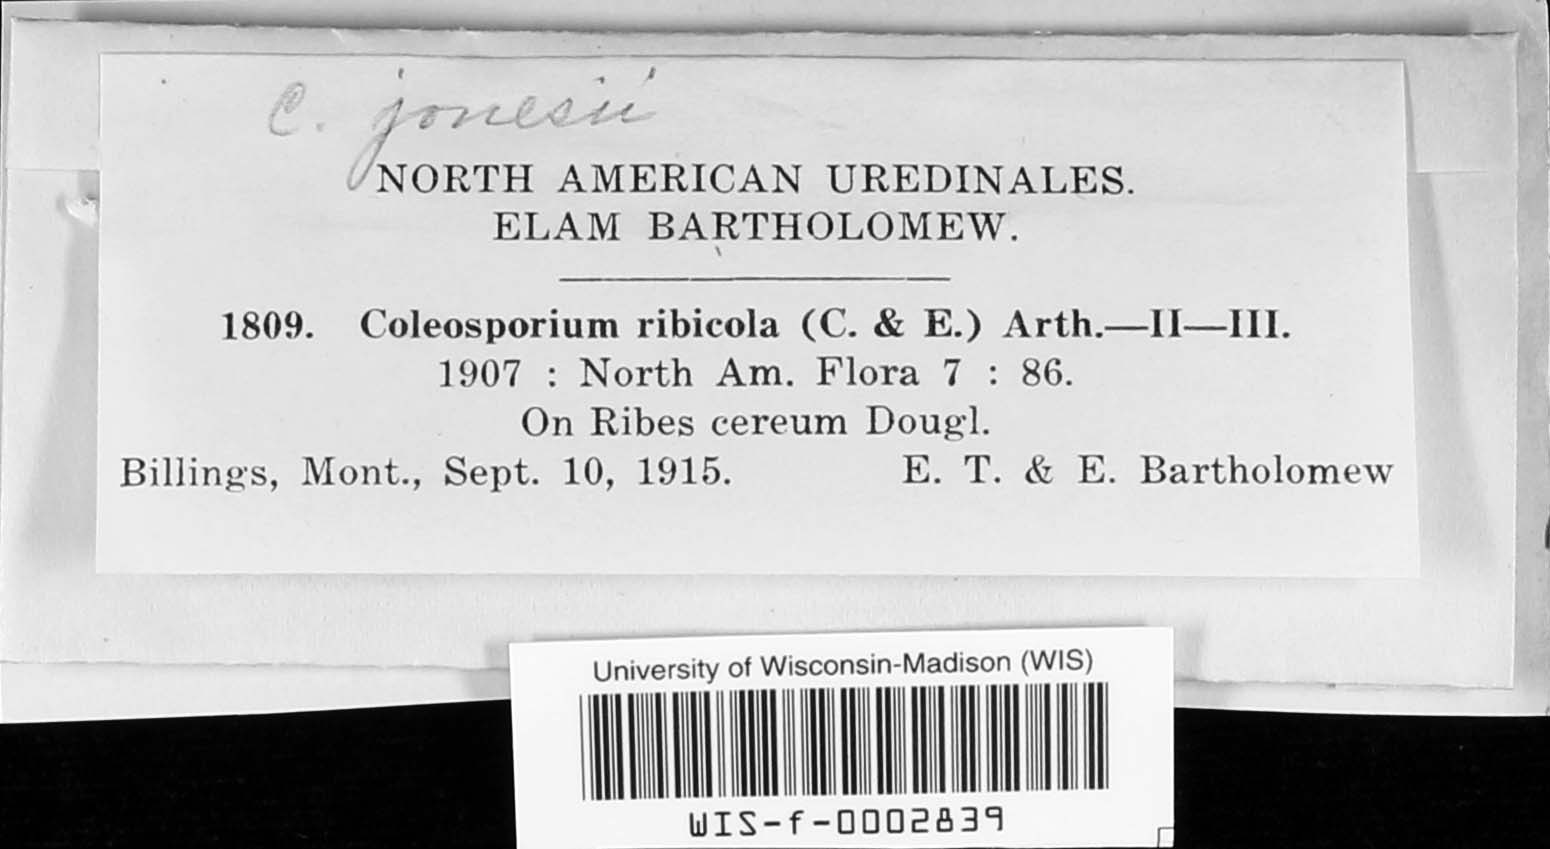 C. jonesii
NORTH AMERICAN UREDINALES.
ELAM BARTHOLOMEW.
1809. Coleosporium ribicola (C. & E.) Arth.—II—III.
1907 : North Am. Flora 7 : 86.
On Ribes cereum Dougl.
Billings, Mont., Sept. 10, 1915. E. T. & E. Bartholomew
University of Wisconsin-Madison (WIS)
WIS-f-0002839